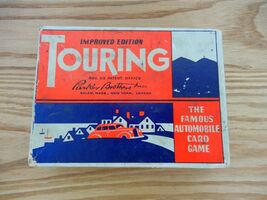 IMPROVED EDITION
TOURING
REG. US PATENT OFFICE
Parker Brothers Inc.
SALEM, MASS., NEW YORK, LONDON
THE
FAMOUS
AUTOMOBILE
CARD
GAME